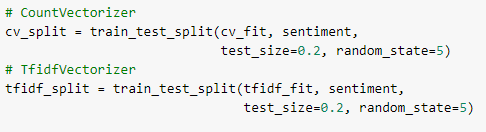 # CountVectorizer
cv_split = train_test_split(cv_fit, sentiment,
test_size=0.2, random_state=5)
# TfidfVectorizer
tfidf_split = train_test_split(tfidf_fit, sentiment,
test_size=0.2, random_state=5)